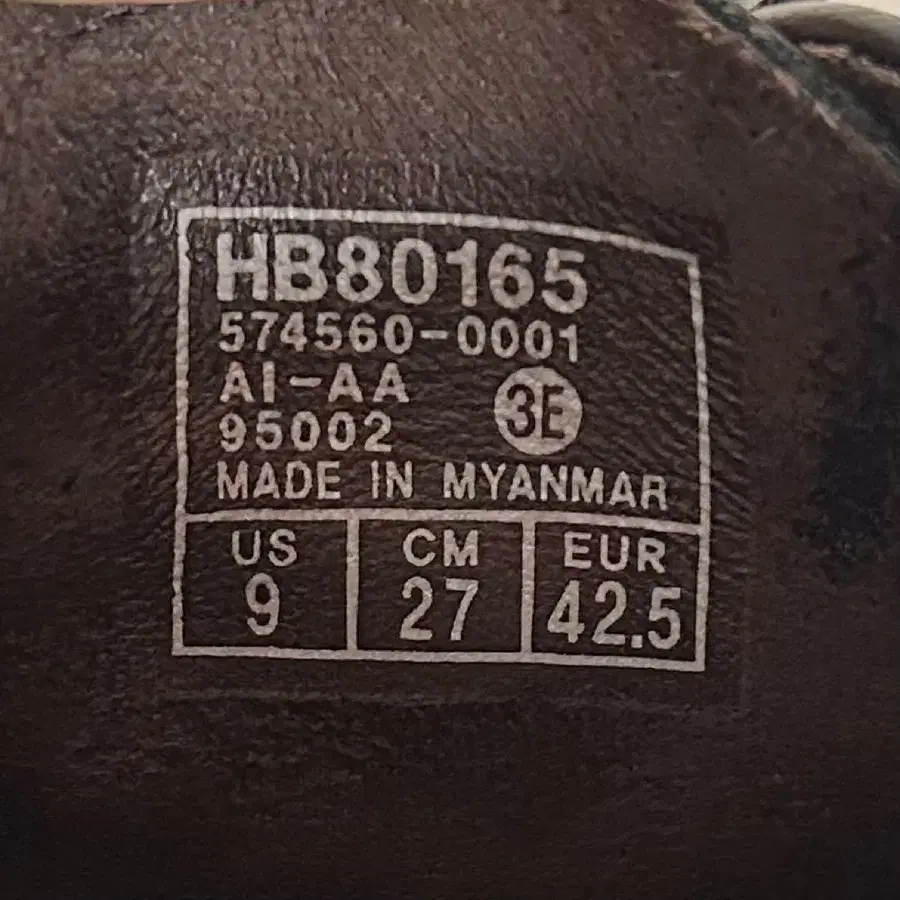 HB80165
574560-0001
AI-AA
95002 3E
MADE IN MYANMAR
US CM EUR
9 27 42.5